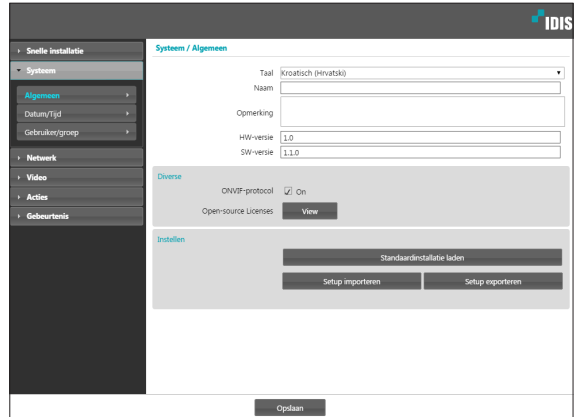 IDIS
Snelle installatie
Systeem
Algemeen
Datum/Tijd
Gebruiker/groep
Netwerk
Video
Acties
Gebeurtenis
Systeem / Algemeen
Taal Kroatisch (Hrvatski)
Naam
Opmerking
HW-versie 1.0
SW-versie 1.1.0
Diverse
ONVIF-protocol On
Open-source Licenses View
Instellen
Standaardinstallatie laden
Setup importeren Setup exporteren
Opslaan